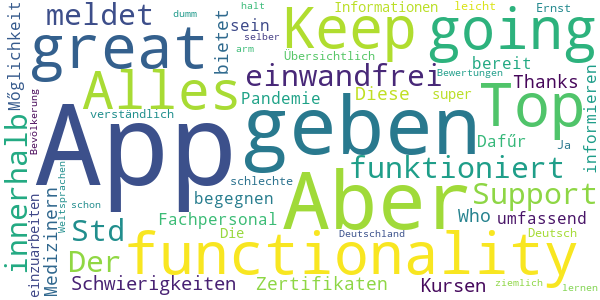 halt
leicht
dumm
Informationen
Ernst
meldet
sein
Keep
going
great
selber
bietet
Möglichkeit
arm
Übersichtlich
bereit
einwandfrei
Bewertungen
Alles
Diese
super
Thanks
informieren
Pandemie
Top
App
verständlich
geben
Bevölkerung
innerhalb
Dafür
Ja
funktioniert
Weltsprachen
schlechte
Aber
Support
Medizinern
einzuarbeiten
begegnen
schon
Fachpersonal
Who
umfassend
Std
Die
Deutschland
Deutsch
functionality
Der
Schwierigkeiten
Zertifikaten
Kursen
ziemlich
lernen